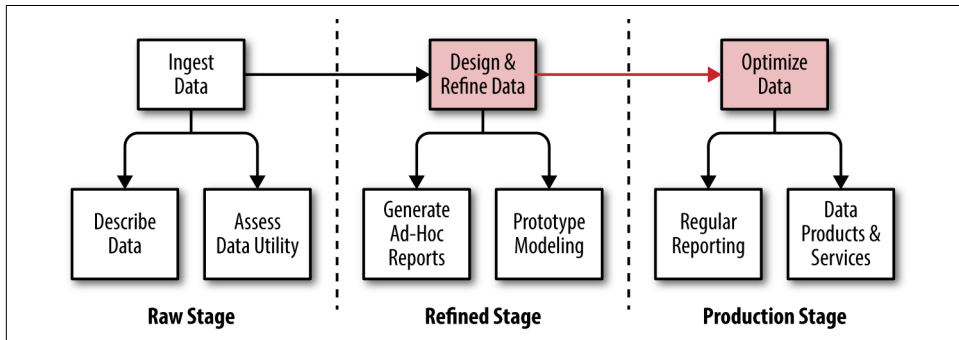 Ingest
Data
Design &
Refine Data
Optimize
Data
Describe
Data
Assess
Data Utility
Generate
Ad-Hoc
Reports
Prototype
Modeling
Regular
Reporting
Data
Products &
Services
Raw Stage
Refined Stage
Production Stage